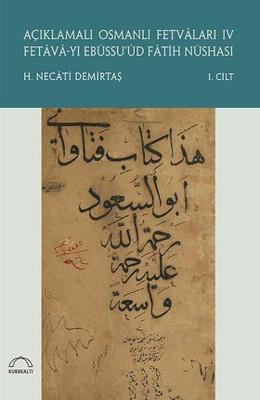 AÇIKLAMALI OSMANLI FETVÂLARI IV
FETÂVÂ-YI EBÜSSU'ÛD FÂTİH NÜSHASI
H. NECÂTİ DEMİRTAŞ
1. CİLT
هذا كتاب فتاوى
ابو السعود
رحمة الله
عليه رحمة
واسعة
KUBBEALTI